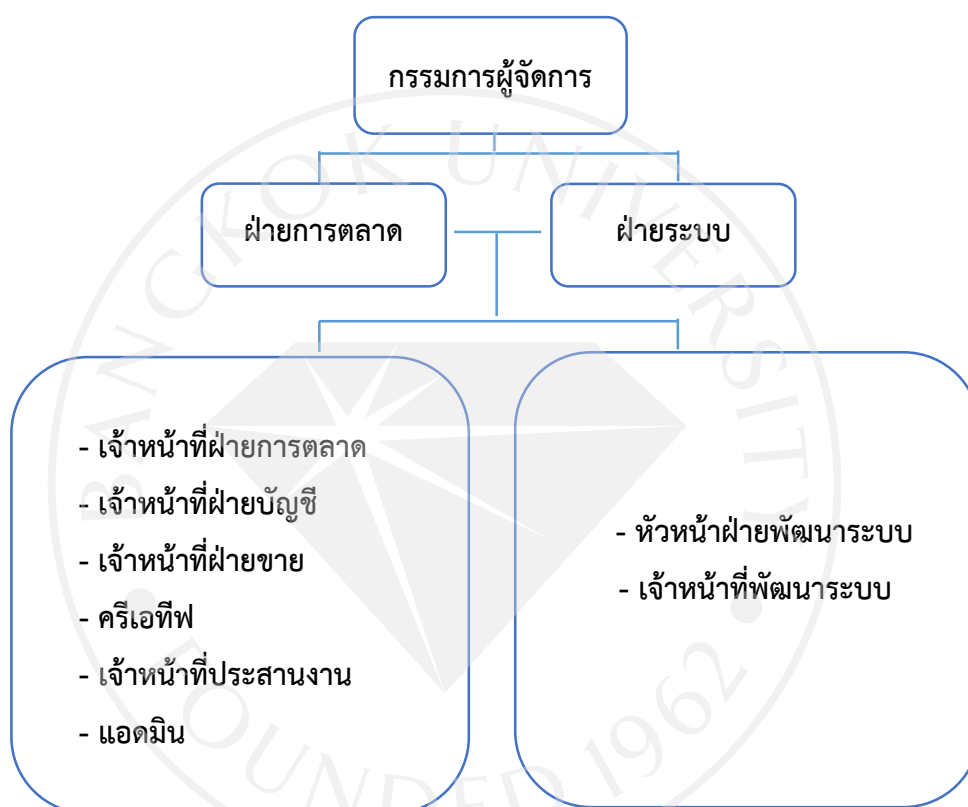 กรรมการผู้จัดการ
ฝ่ายการตลาด
ฝ่ายระบบ
- เจ้าหน้าที่ฝ่ายการตลาด
- เจ้าหน้าที่ฝ่ายบัญชี
- เจ้าหน้าที่ฝ่ายขาย
- ครีเอทีฟ
- เจ้าหน้าที่ประสานงาน
- แอดมิน
- หัวหน้าฝ่ายพัฒนาระบบ
- เจ้าหน้าที่พัฒนาระบบ
BANGKOK UNIVERSITY
FOUNDED 1962